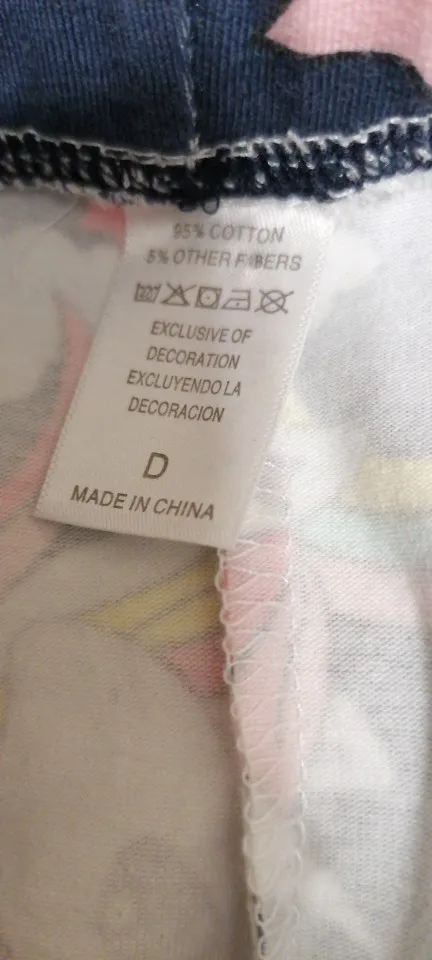 95% COTTON
5% OTHER FIBERS
EXCLUSIVE OF
DECORATION
EXCLUYENDO LA
DECORACION
D
MADE IN CHINA